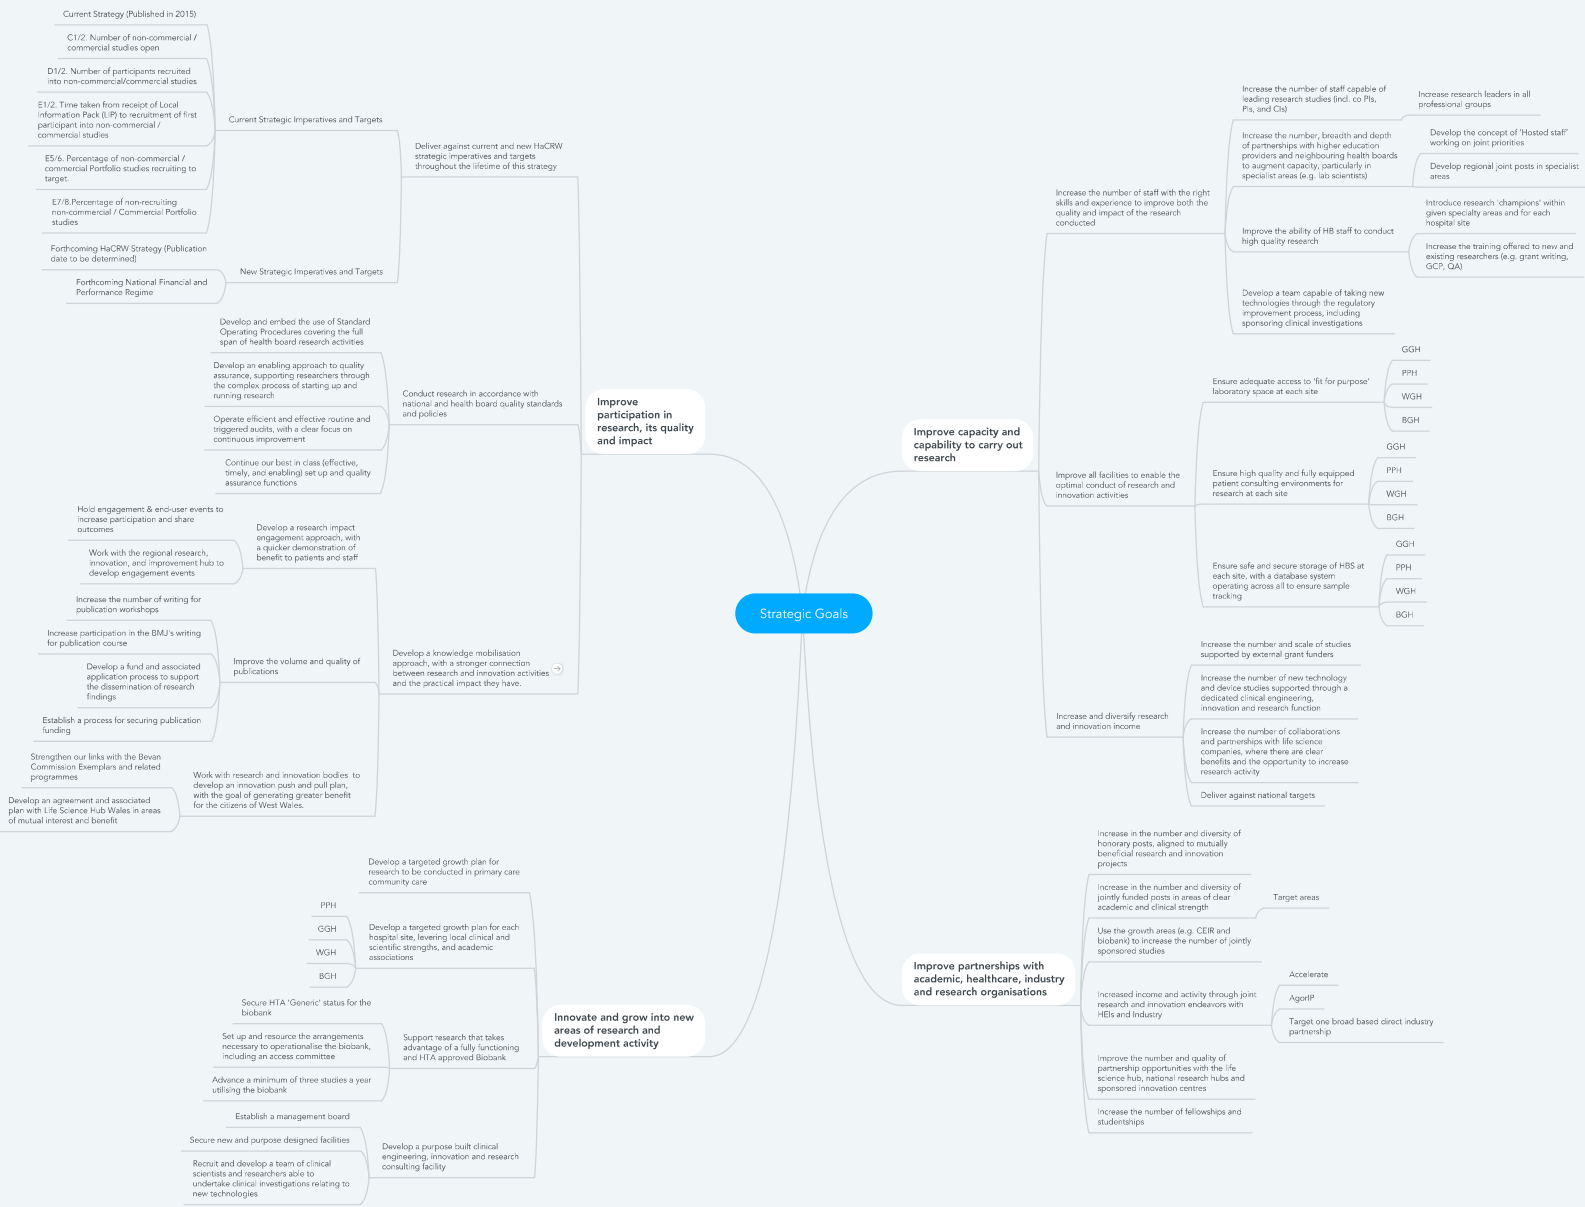 Strategic Goals
Improve
participation in
research, its quality
and impact
Deliver against current and new HaCRW
strategic imperatives and targets
throughout the lifetime of this strategy
Current Strategic Imperatives and Targets
Current Strategy (Published in 2015)
C1/2. Number of non-commercial /
commercial studies open
D1/2. Number of participants recruited
into non-commercial/commercial studies
E1/2. Time taken from receipt of Local
Information Pack (LIP) to recruitment of first
participant into non-commercial /
commercial studies
E5/6. Percentage of non-commercial /
commercial Portfolio studies recruiting to
target.
E7/8.Percentage of non-recruiting
non-commercial / Commercial Portfolio
studies
New Strategic Imperatives and Targets
Forthcoming HaCRW Strategy (Publication
date to be determined)
Forthcoming National Financial and
Performance Regime
Conduct research in accordance with
national and health board quality standards
and policies
Develop and embed the use of Standard
Operating Procedures covering the full
span of health board research activities
Develop an enabling approach to quality
assurance, supporting researchers through
the complex process of starting up and
running research
Operate efficient and effective routine and
triggered audits, with a clear focus on
continuous improvement
Continue our best in class (effective,
timely, and enabling) set up and quality
assurance functions
Develop a knowledge mobilisation
approach, with a stronger connection
between research and innovation activities
and the practical impact they have.
Develop a research impact
engagement approach, with
a quicker demonstration of
benefit to patients and staff
Hold engagement & end-user events to
increase participation and share
outcomes
Work with the regional research,
innovation, and improvement hub to
develop engagement events
Improve the volume and quality of
publications
Increase the number of writing for
publication workshops
Increase participation in the BMJ's writing
for publication course
Develop a fund and associated
application process to support
the dissemination of research
findings
Establish a process for securing publication
funding
Work with research and innovation bodies to
develop an innovation push and pull plan,
with the goal of generating greater benefit
for the citizens of West Wales.
Strengthen our links with the Bevan
Commission Exemplars and related
programmes
Develop an agreement and associated
plan with Life Science Hub Wales in areas
of mutual interest and benefit
Innovate and grow into new
areas of research and
development activity
Develop a targeted growth plan for
research to be conducted in primary care
community care
Develop a targeted growth plan for each
hospital site, levering local clinical and
scientific strengths, and academic
associations
PPH
GGH
WGH
BGH
Support research that takes
advantage of a fully functioning
and HTA approved Biobank
Secure HTA 'Generic' status for the
biobank
Set up and resource the arrangements
necessary to operationalise the biobank,
including an access committee
Advance a minimum of three studies a year
utilising the biobank
Develop a purpose built clinical
engineering, innovation and research
consulting facility
Establish a management board
Secure new and purpose designed facilities
Recruit and develop a team of clinical
scientists and researchers able to
undertake clinical investigations relating to
new technologies
Improve capacity and
capability to carry out
research
Increase the number of staff with the right
skills and experience to improve both the
quality and impact of the research
conducted
Increase the number of staff capable of
leading research studies (incl. co PIs,
PIs, and CIs)
Increase research leaders in all
professional groups
Increase the number, breadth and depth
of partnerships with higher education
providers and neighbouring health boards
to augment capacity, particularly in
specialist areas (e.g. lab scientists)
Develop the concept of 'Hosted staff'
working on joint priorities
Develop regional joint posts in specialist
areas
Improve the ability of HB staff to conduct
high quality research
Introduce research 'champions' within
given specialty areas and for each
hospital site
Increase the training offered to new and
existing researchers (e.g. grant writing,
GCP, QA)
Develop a team capable of taking new
technologies through the regulatory
improvement process, including
sponsoring clinical investigations
Improve all facilities to enable the
optimal conduct of research and
innovation activities
Ensure adequate access to 'fit for purpose'
laboratory space at each site
GGH
PPH
WGH
BGH
Ensure high quality and fully equipped
patient consulting environments for
research at each site
GGH
PPH
WGH
BGH
Ensure safe and secure storage of HBS at
each site, with a database system
operating across all to ensure sample
tracking
GGH
PPH
WGH
BGH
Increase and diversify research
and innovation income
Increase the number and scale of studies
supported by external grant funders
Increase the number of new technology
and device studies supported through a
dedicated clinical engineering,
innovation and research function
Increase the number of collaborations
and partnerships with life science
companies, where there are clear
benefits and the opportunity to increase
research activity
Deliver against national targets
Improve partnerships with
academic, healthcare, industry
and research organisations
Increase in the number and diversity of
honorary posts, aligned to mutually
beneficial research and innovation
projects
Increase in the number and diversity of
jointly funded posts in areas of clear
academic and clinical strength
Target areas
Use the growth areas (e.g. CEIR and
biobank) to increase the number of jointly
sponsored studies
Increased income and activity through joint
research and innovation endeavors with
HEIs and Industry
Accelerate
AgorIP
Target one broad based direct industry
partnership
Improve the number and quality of
partnership opportunities with the life
science hub, national research hubs and
sponsored innovation centres
Increase the number of fellowships and
studentships